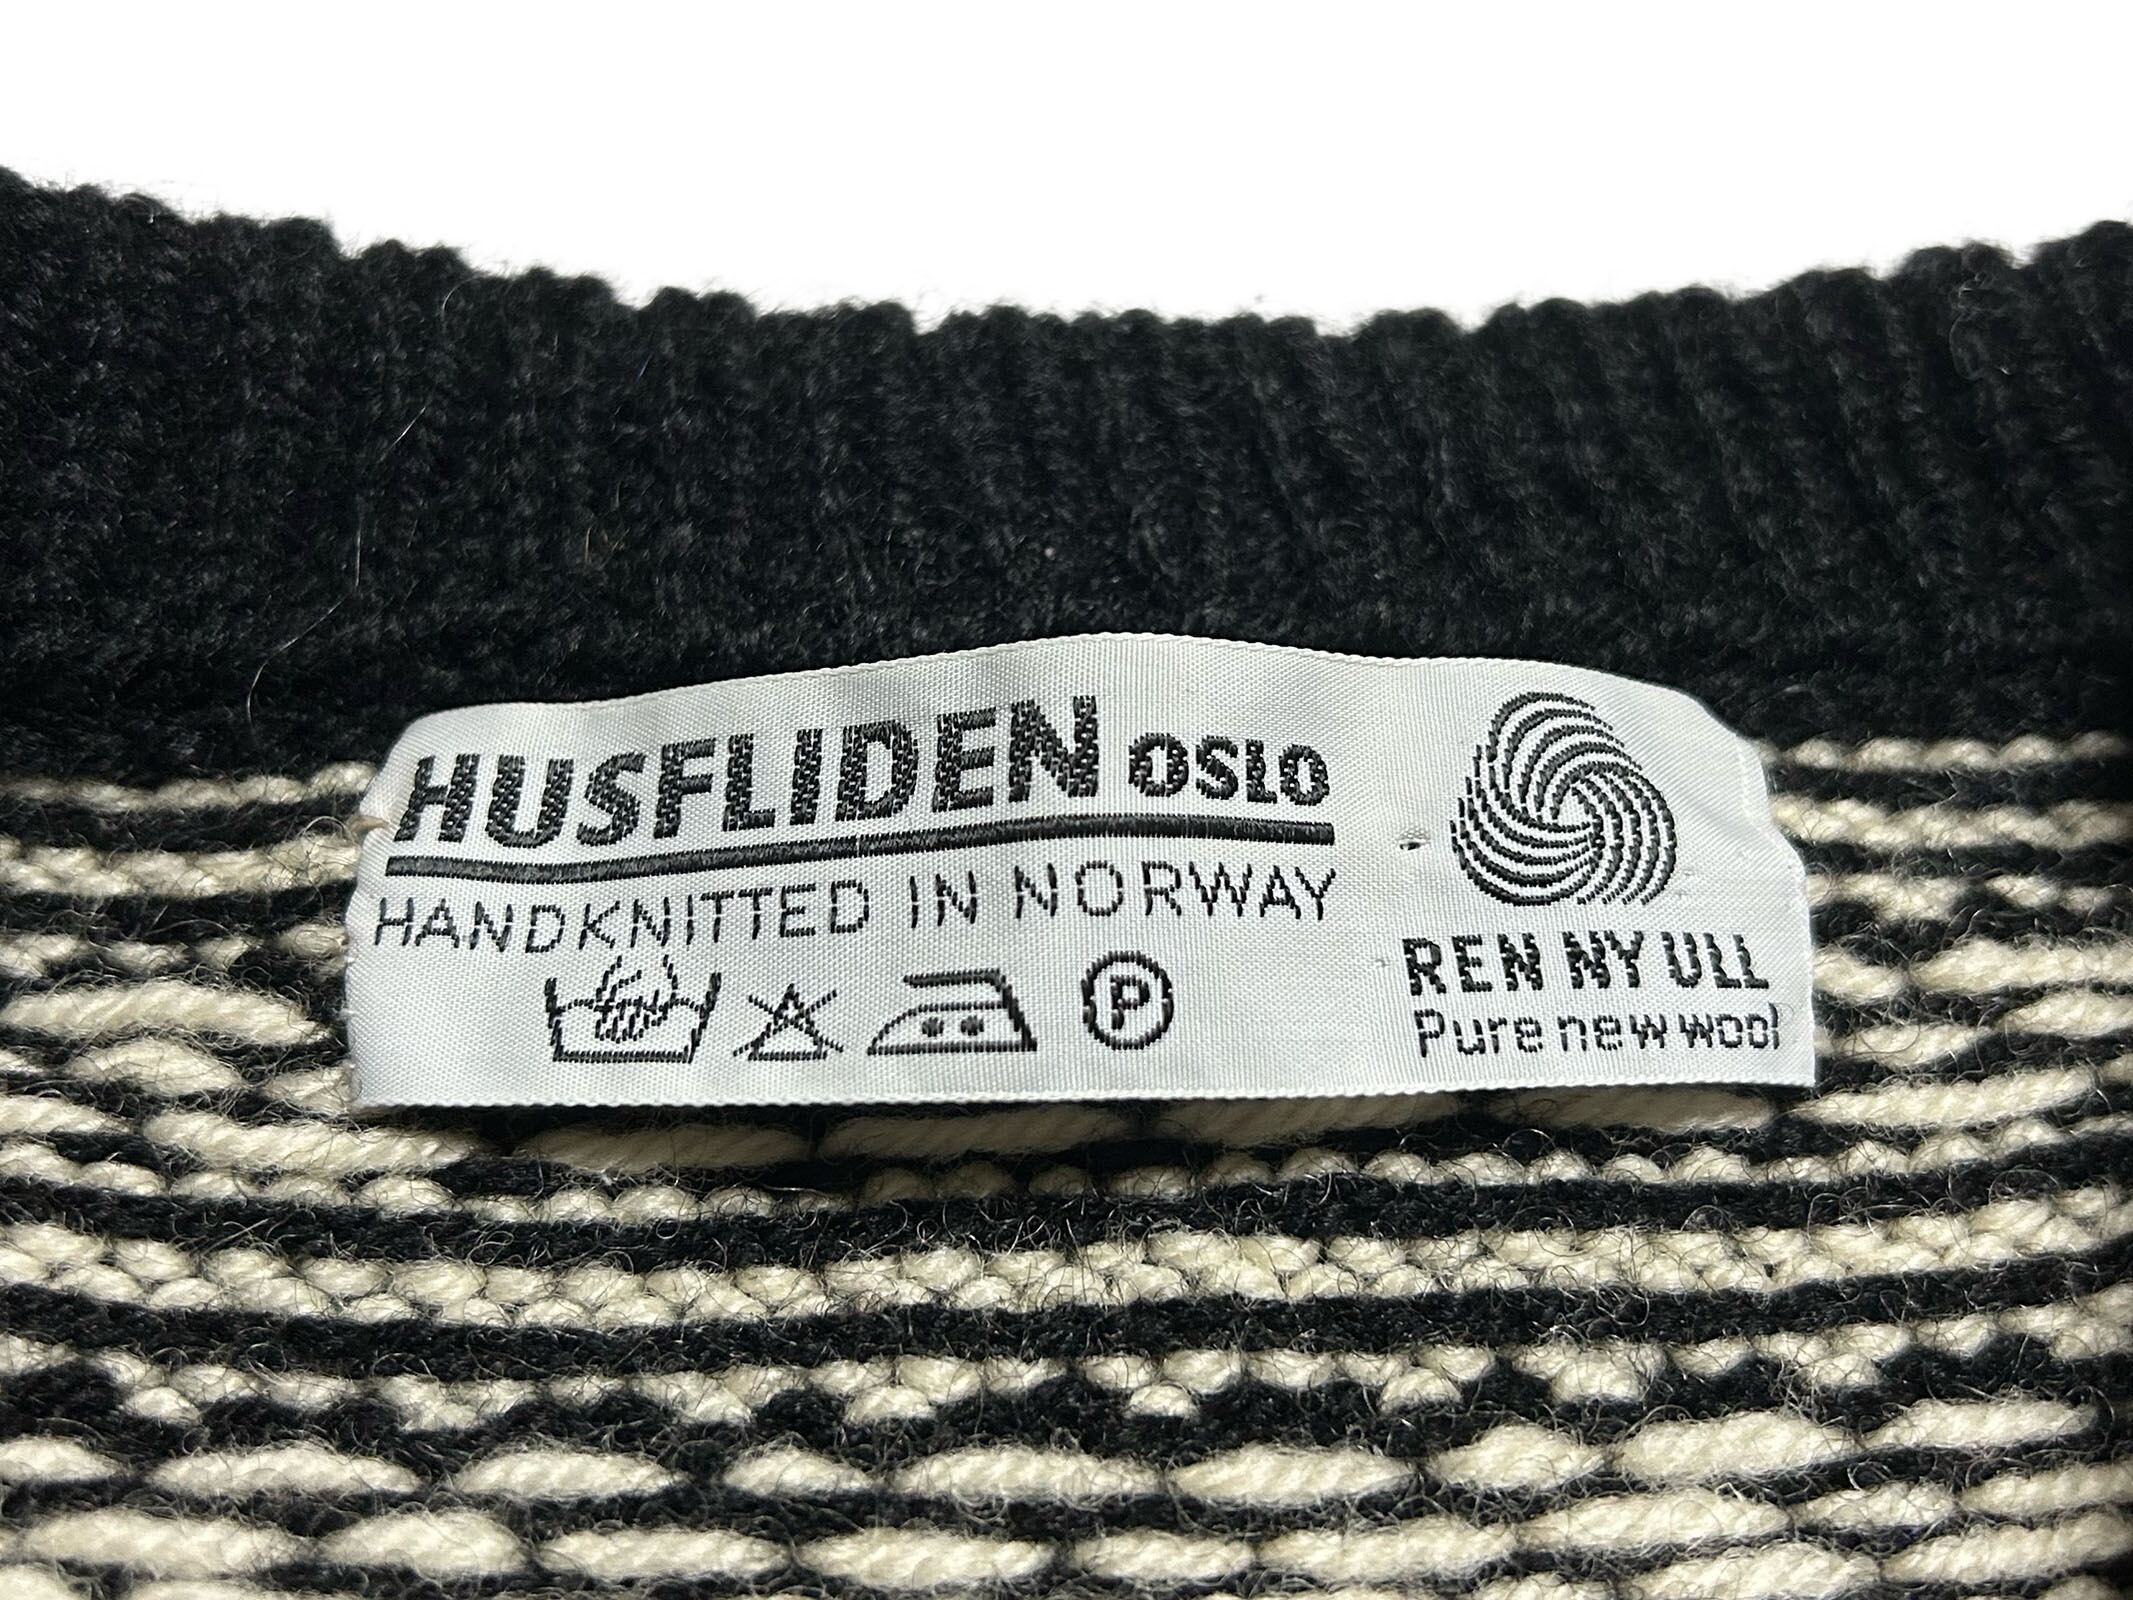 HUSFLIDEN OSLO
HANDKNITTED IN NORWAY
P
REN NY ULL
Pure new wool